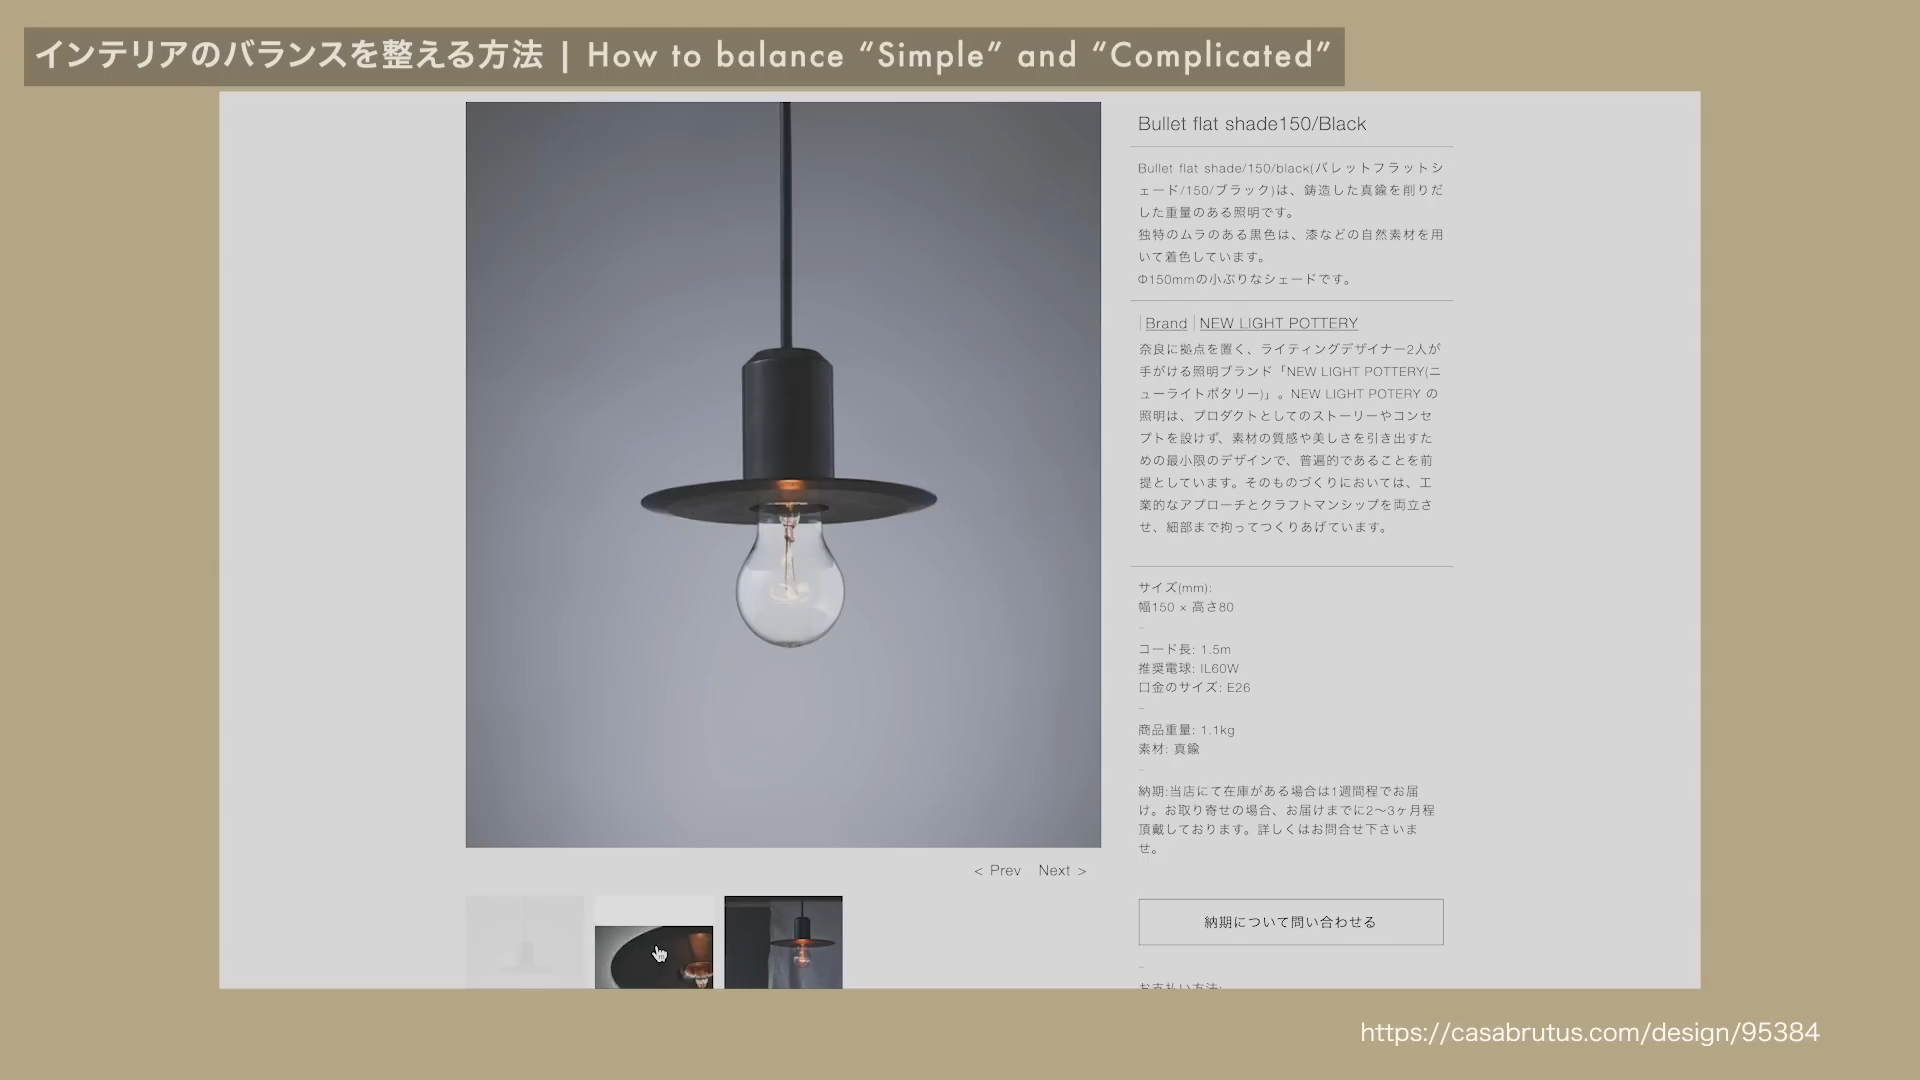 インテリアのバランスを整える方法 | How to balance “Simple” and “Complicated”
Bullet flat shade150/Black
Bullet flat shade/150/black(バレットフラットシ
ェード/150/ブラック)は、鋳造した真鍮を削りだ
した重量のある照明です。
独特のムラのある黒色は、漆などの自然素材を用
いて着色しています。
Φ150mmの小ぶりなシェードです。
Brand | NEW LIGHT POTTERY
奈良に拠点を置く、ライティングデザイナー2人が
手がける照明ブランド「NEW LIGHT POTTERY(ニ
ューライトポタリー)」。NEW LIGHT POTERY の
照明は、プロダクトとしてのストーリーやコンセ
プトを設けず、素材の質感や美しさを引き出すた
めの最小限のデザインで、普遍的であることを前
提としています。そのものづくりにおいては、工
業的なアプローチとクラフトマンシップを両立さ
せ、細部まで拘ってつくりあげています。
サイズ(mm):
幅150 × 高さ80
–
コード長: 1.5m
推奨電球: IL60W
口金のサイズ: E26
–
商品重量: 1.1kg
素材: 真鍮
–
納期:当店にて在庫がある場合は1週間程でお届
け。お取り寄せの場合、お届けまでに2〜3ヶ月程
頂戴しております。詳しくはお問合せ下さいま
せ。
< Prev Next >
納期について問い合わせる
–
お支払い方法:
https://casabrutus.com/design/95384